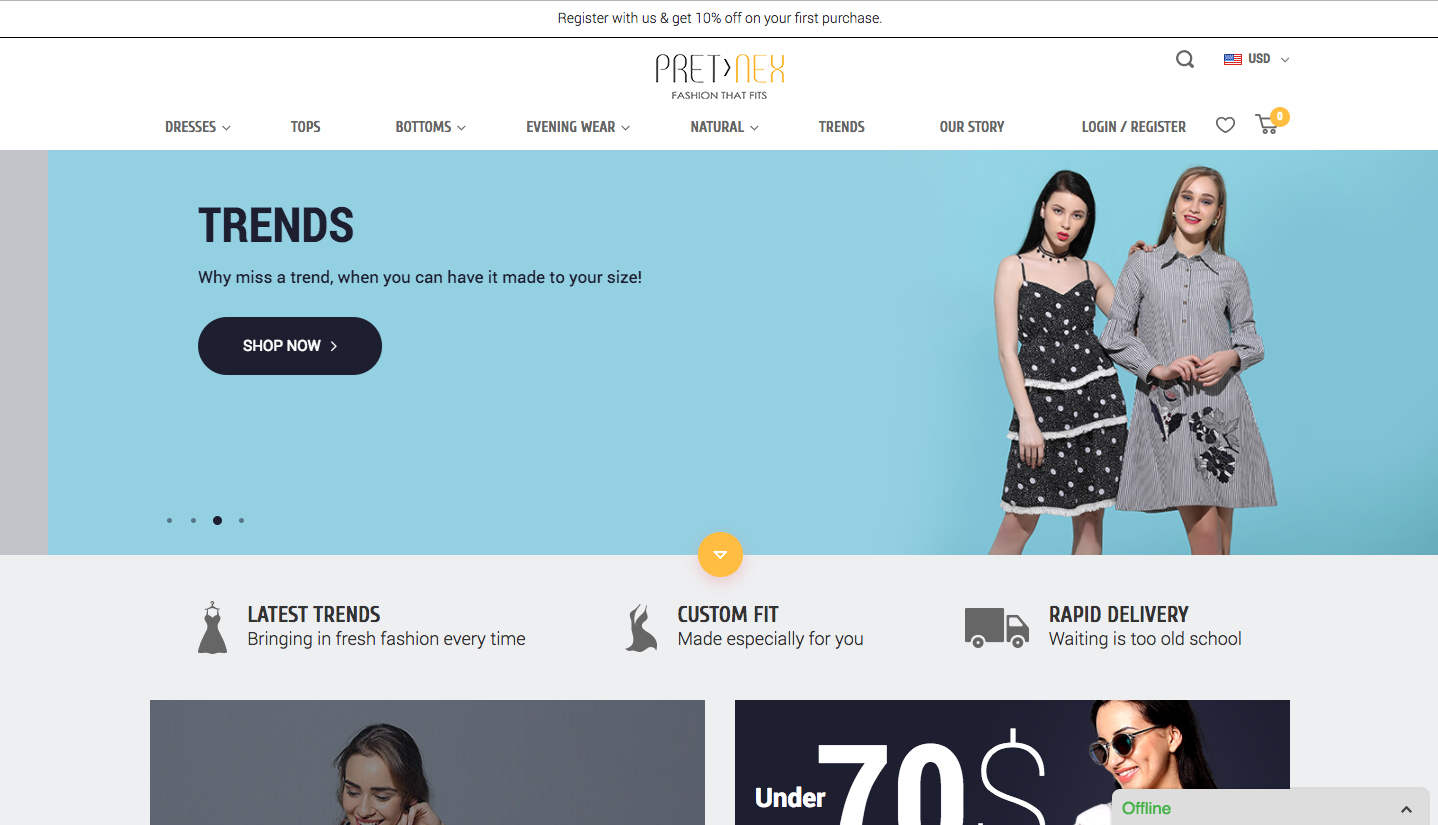 Register with us & get 10% off on your first purchase.
PRET>NEX
FASHION THAT FITS
USD
DRESSES
TOPS
BOTTOMS
EVENING WEAR
NATURAL
TRENDS
OUR STORY
LOGIN / REGISTER
0
TRENDS
Why miss a trend, when you can have it made to your size!
SHOP NOW >
LATEST TRENDS
Bringing in fresh fashion every time
CUSTOM FIT
Made especially for you
RAPID DELIVERY
Waiting is too old school
Under 70$
Offline